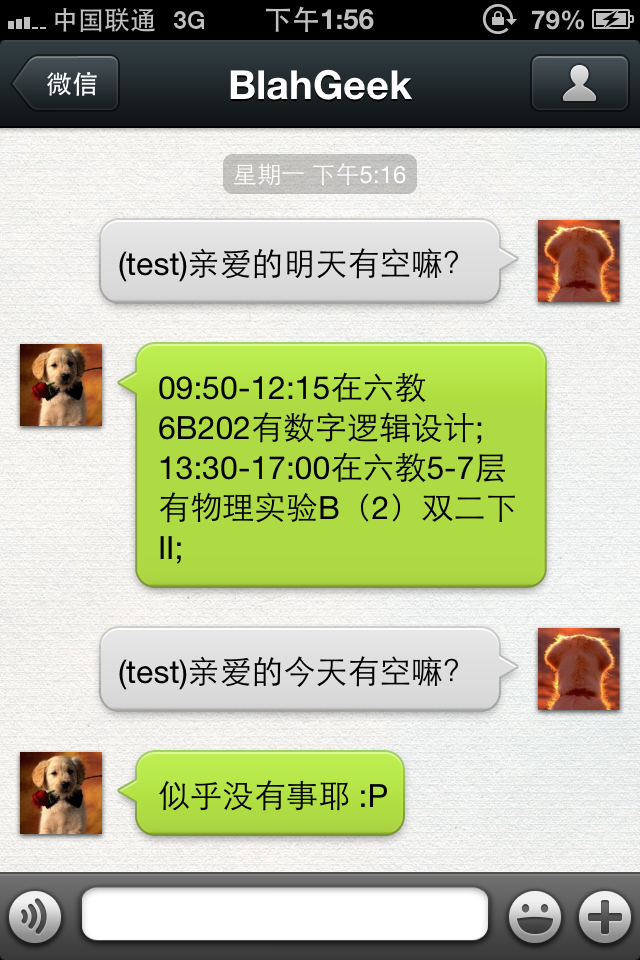 中国联通 3G 下午1:56 79%
微信 BlahGeek
星期一 下午5:16
(test)亲爱的明天有空嘛?
09:50-12:15在六教
6B202有数字逻辑设计;
13:30-17:00在六教5-7层
有物理实验B（2）双二下
II;
(test)亲爱的今天有空嘛?
似乎没有事耶 :P